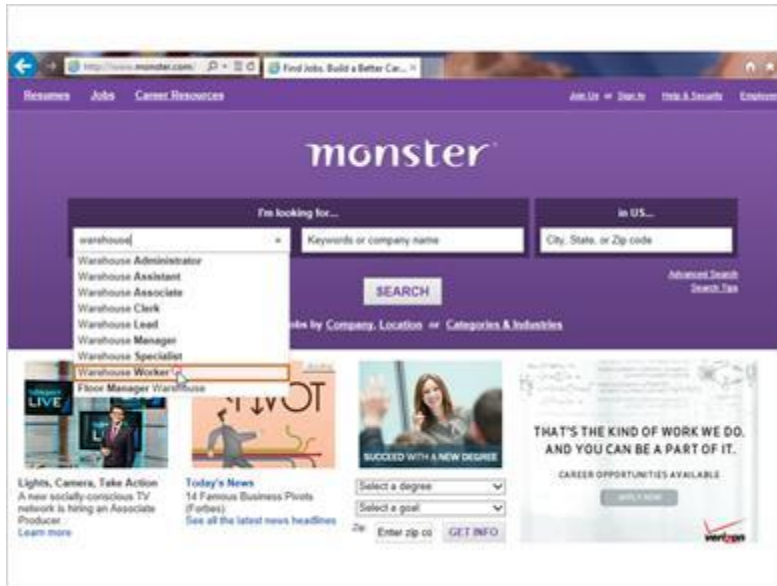 http://www.monster.com/
Find Jobs. Build a Better Car... ×
Resumes Jobs Career Resources
Join Us or Sign In Help & Security Employers
monster
I'm looking for...
in US...
warehouse
Keywords or company name
City, State, or Zip code
Warehouse Administrator
Warehouse Assistant
Warehouse Associate
Warehouse Clerk
Warehouse Lead
Warehouse Manager
Warehouse Specialist
Warehouse Worker
Floor Manager Warehouse
Advanced Search
Search Tips
SEARCH
by Company, Location or Categories & Industries
LIVE
PIVOT
SUCCEED WITH A NEW DEGREE
THAT'S THE KIND OF WORK WE DO.
AND YOU CAN BE A PART OF IT.
CAREER OPPORTUNITIES AVAILABLE
APPLY NOW
verizon
Lights, Camera, Take Action
A new socially-conscious TV
network is hiring an Associate
Producer
Learn more
Today's News
14 Famous Business Pivots
(Forbes)
See all the latest news headlines
Select a degree
Select a goal
Zip Enter zip co GET INFO